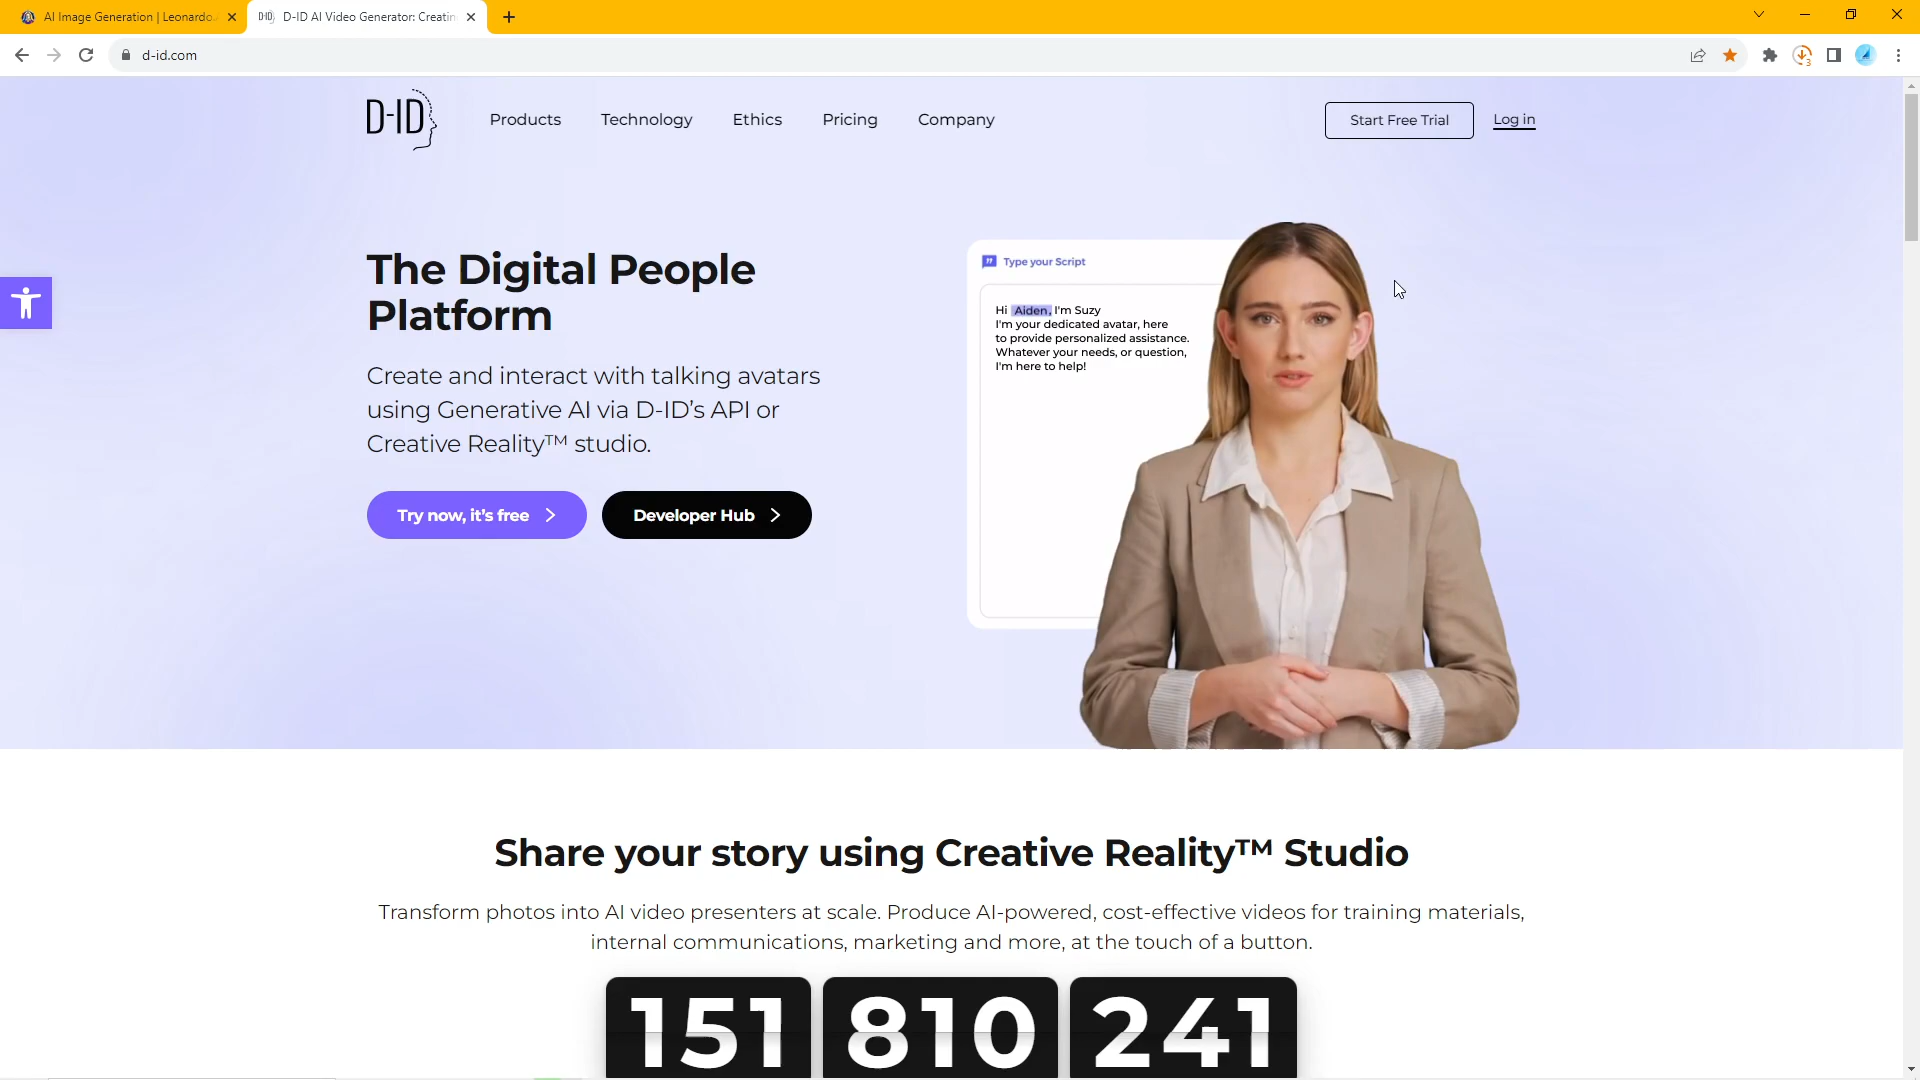 AI Image Generation | Leonardo.
D-ID AI Video Generator: Creatin
d-id.com
3
D-ID
Products
Technology
Ethics
Pricing
Company
Start Free Trial
Log in
The Digital People
Platform
Create and interact with talking avatars
using Generative AI via D-ID’s API or
Creative Reality™ studio.
Try now, it’s free
Developer Hub
Type your Script
Hi Aiden, I'm Suzy
I'm your dedicated avatar, here
to provide personalized assistance.
Whatever your needs, or question,
I'm here to help!
Share your story using Creative Reality™ Studio
Transform photos into AI video presenters at scale. Produce AI-powered, cost-effective videos for training materials,
internal communications, marketing and more, at the touch of a button.
151 810 241